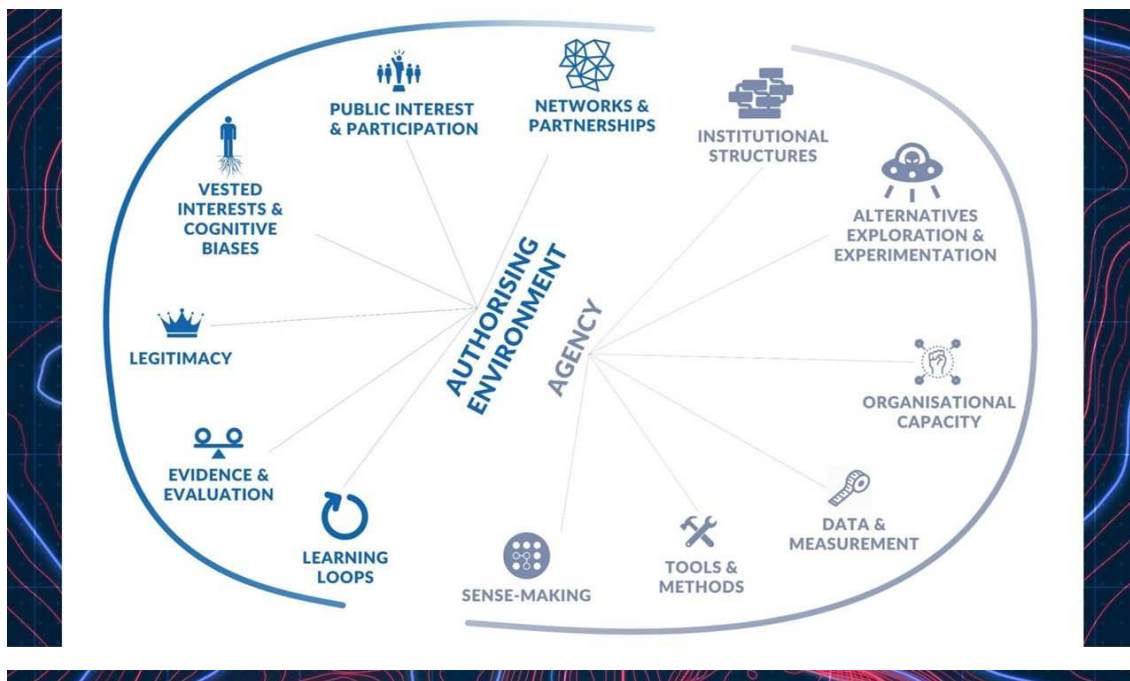 PUBLIC INTEREST
& PARTICIPATION
NETWORKS &
PARTNERSHIPS
INSTITUTIONAL
STRUCTURES
VESTED
INTERESTS &
COGNITIVE
BIASES
ALTERNATIVES
EXPLORATION &
EXPERIMENTATION
AUTHORISING
ENVIRONMENT
AGENCY
LEGITIMACY
ORGANISATIONAL
CAPACITY
EVIDENCE &
EVALUATION
DATA &
MEASUREMENT
LEARNING
LOOPS
TOOLS &
METHODS
SENSE-MAKING